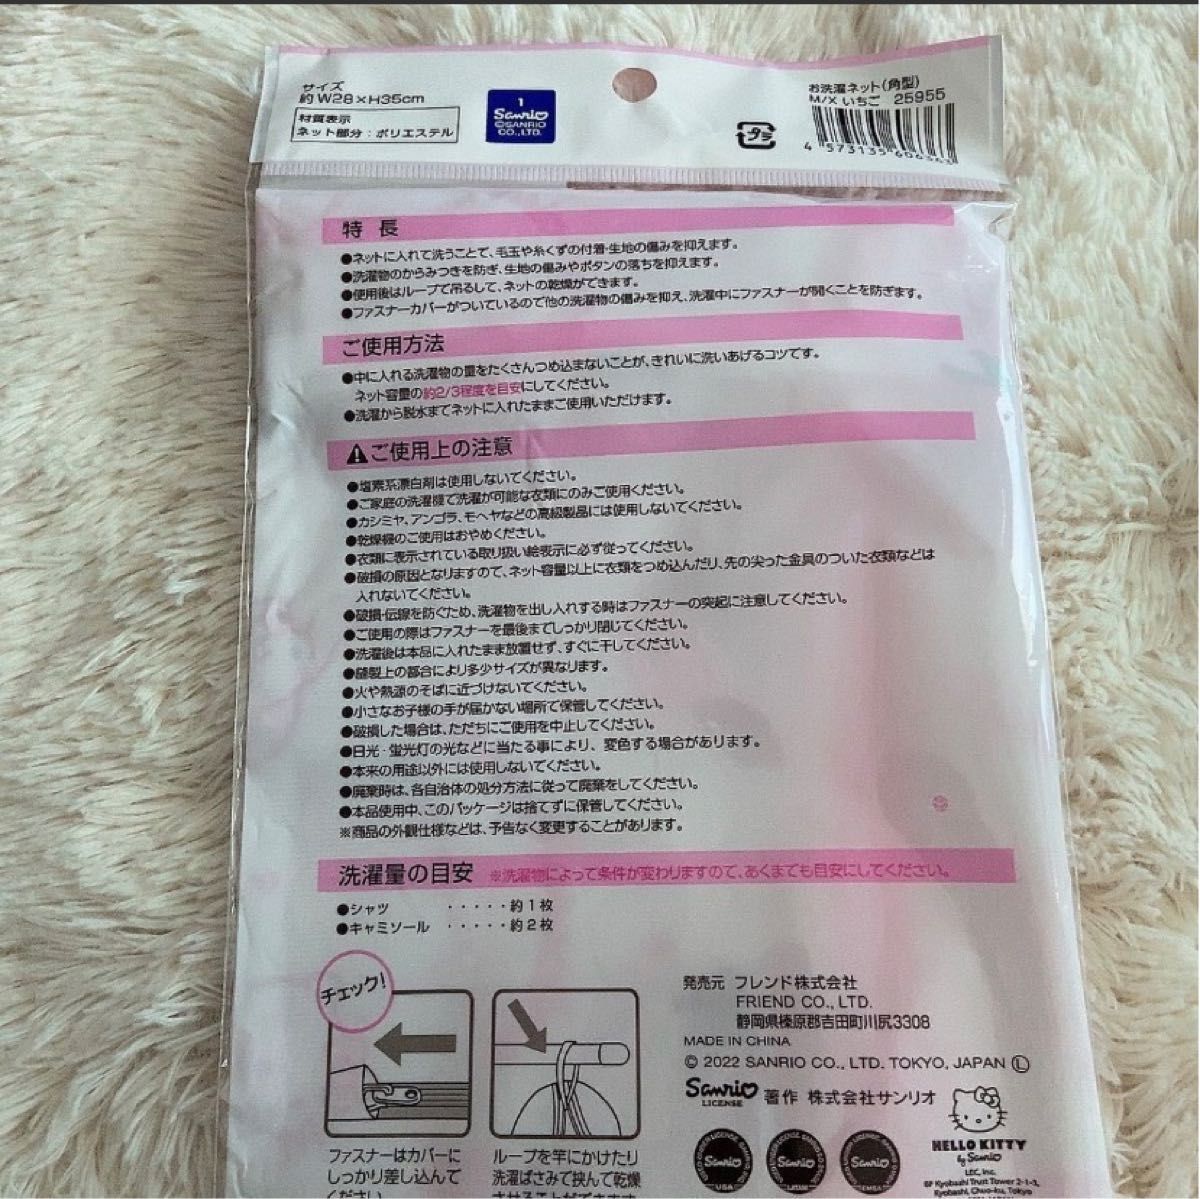 サイズ
約W28×H35cm
材質表示
ネット部分：ポリエステル
1
Sanrio
©SANRIO
CO.,LTD.
プラ
お洗濯ネット(角型)
M/X いちご 25955
特 長
●ネットに入れて洗うことで、毛玉や糸くずの付着・生地の傷みを抑えます。
●洗濯物のからみつきを防ぎ、生地の傷みやボタンの落ちを抑えます。
●使用後はループで吊るして、ネットの乾燥ができます。
●ファスナーカバーがついているので他の洗濯物の傷みを抑え、洗濯中にファスナーが開くことを防ぎます。
ご使用方法
●中に入れる洗濯物の量をたくさんつめ込まないことが、きれいに洗いあげるコツです。
ネット容量の約2/3程度を目安にしてください。
●洗濯から脱水までネットに入れたままご使用いただけます。
ご使用上の注意
●塩素系漂白剤は使用しないでください。
●ご家庭の洗濯機で洗濯が可能な衣類にのみご使用ください。
●カシミヤ、アンゴラ、モヘヤなどの高級製品には使用しないでください。
●乾燥機のご使用はおやめください。
●衣類に表示されている取り扱い絵表示に必ず従ってください。
●破損の原因となりますので、ネット容量以上に衣類をつめ込んだり、先の尖った金具のついた衣類などは
入れないでください。
●破損・伝線を防ぐため、洗濯物を出し入れする時はファスナーの突起に注意してください。
●ご使用の際はファスナーを最後までしっかり閉じてください。
●洗濯後は本品に入れたまま放置せず、すぐに干してください。
●縫製上の都合により多少サイズが異なります。
●火や熱源のそばに近づけないでください。
●小さなお子様の手が届かない場所で保管してください。
●破損した場合は、ただちにご使用を中止してください。
●日光・蛍光灯の光などに当たる事により、変色する場合があります。
●本来の用途以外には使用しないでください。
●廃棄時は、各自治体の処分方法に従って廃棄をしてください。
●本品使用中、このパッケージは捨てずに保管してください。
※商品の外観仕様などは、予告なく変更することがあります。
洗濯量の目安 ※洗濯物によって条件が変わりますので、あくまでも目安にしてください。
●シャツ ・・・・・約1枚
●キャミソール ・・・・・約2枚
チェック!
ファスナーはカバーに
しっかり差し込んで
ください
ループを竿にかけたり
洗濯ばさみで挟んで乾燥
させることができます
発売元 フレンド株式会社
FRIEND CO., LTD.
静岡県榛原郡吉田町川尻3308
MADE IN CHINA
© 2022 SANRIO CO., LTD. TOKYO, JAPAN Ⓛ
Sanrio
LICENSE
著作 株式会社サンリオ
HELLO KITTY
by Sanrio
Sanrio
Sanrio
Sanrio
LDC, Inc.
6F Kyobashi Trust Tower 2-1-3,
Kyobashi, Chuo-ku, Tokyo